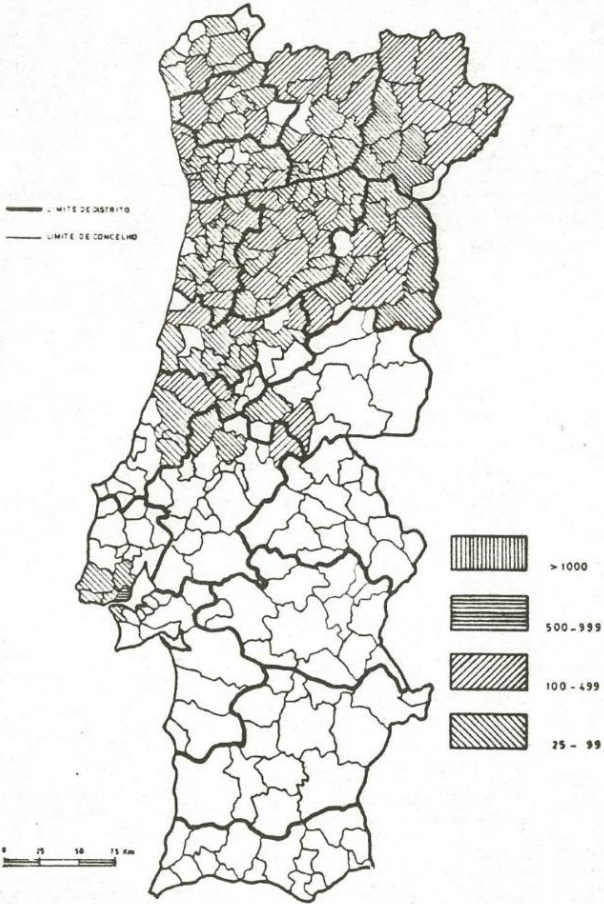 LIMITE DE DISTRITO
LIMITE DE CONCELHO
> 1000
500-999
100-499
25-99
0 25 50 75 Km